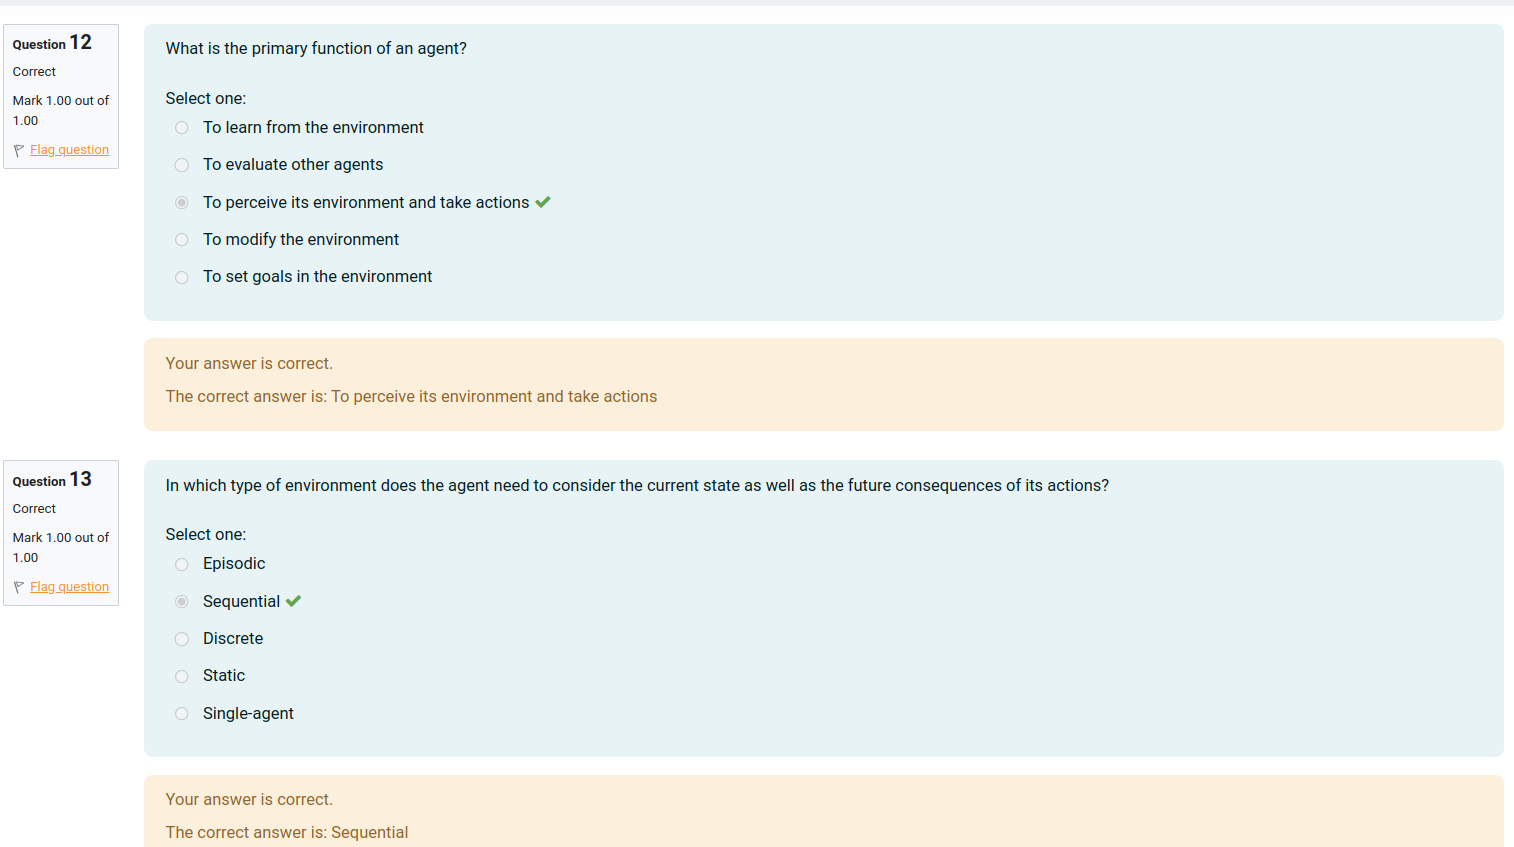 Question 12
Correct
Mark 1.00 out of
1.00
Flag question
What is the primary function of an agent?
Select one:
To learn from the environment
To evaluate other agents
To perceive its environment and take actions
To modify the environment
To set goals in the environment
Your answer is correct.
The correct answer is: To perceive its environment and take actions
Question 13
Correct
Mark 1.00 out of
1.00
Flag question
In which type of environment does the agent need to consider the current state as well as the future consequences of its actions?
Select one:
Episodic
Sequential
Discrete
Static
Single-agent
Your answer is correct.
The correct answer is: Sequential